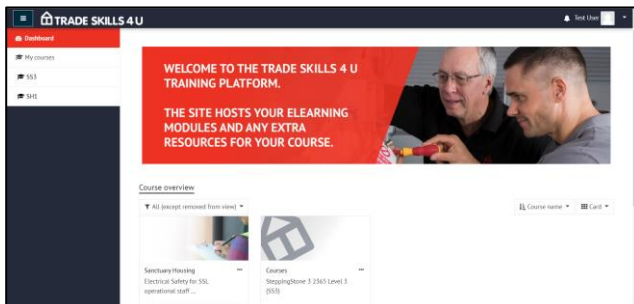 TRADE SKILLS 4 U
Test User
Dashboard
My courses
SS3
SH1
WELCOME TO THE TRADE SKILLS 4 U
TRAINING PLATFORM.
THE SITE HOSTS YOUR ELEARNING
MODULES AND ANY EXTRA
RESOURCES FOR YOUR COURSE.
Course overview
All (except removed from view)
Course name
Card
Sanctuary Housing
Electrical Safety for SSL
operational staff ...
Courses
SteppingStone 3 2365 Level 3
(SS3)